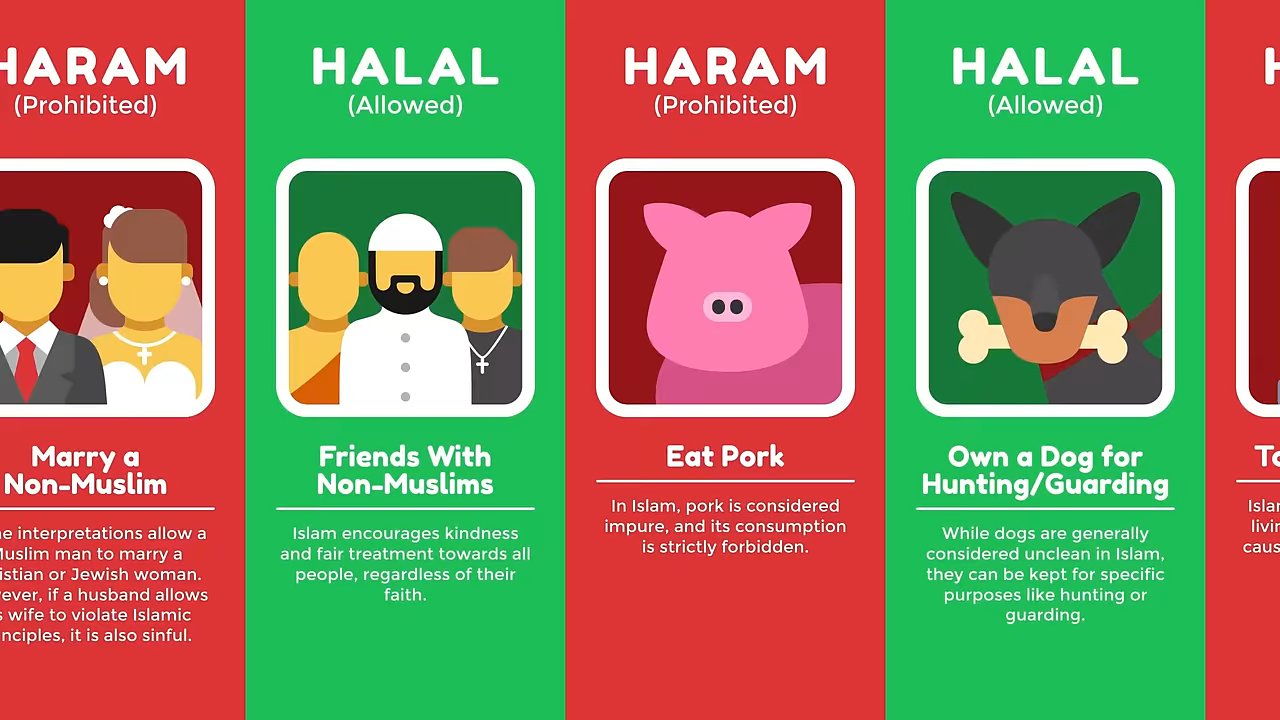 HARAM
(Prohibited)
Marry a
Non-Muslim
interpretations allow a
man to marry a
or Jewish woman.
if a husband allows
wife to violate Islamic
it is also sinful.
HALAL
(Allowed)
Friends With
Non-Muslims
Islam encourages kindness
and fair treatment towards all
people, regardless of their
faith.
HARAM
(Prohibited)
Eat Pork
In Islam, pork is considered
impure, and its consumption
is strictly forbidden.
HALAL
(Allowed)
Own a Dog for
Hunting/Guarding
While dogs are generally
considered unclean in Islam,
they can be kept for specific
purposes like hunting or
guarding.